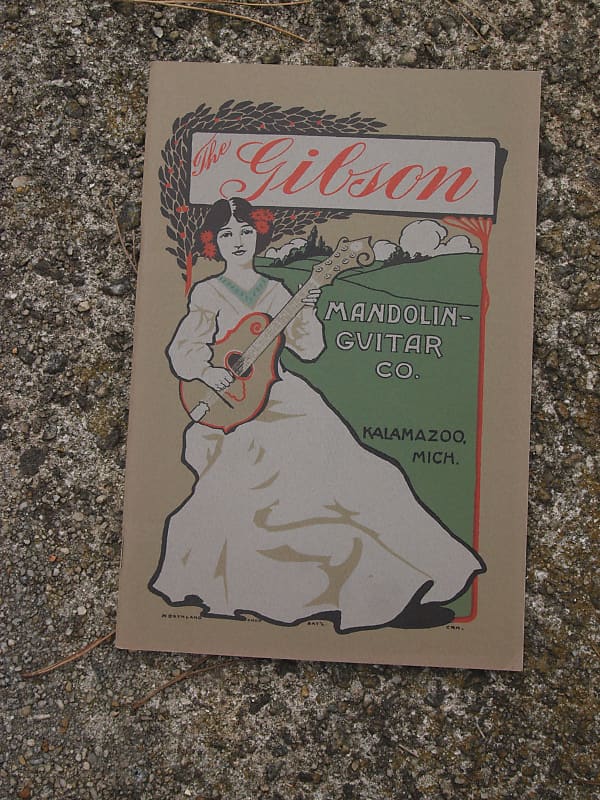 The Gibson
MANDOLIN-
GUITAR
CO.
KALAMAZOO,
MICH.